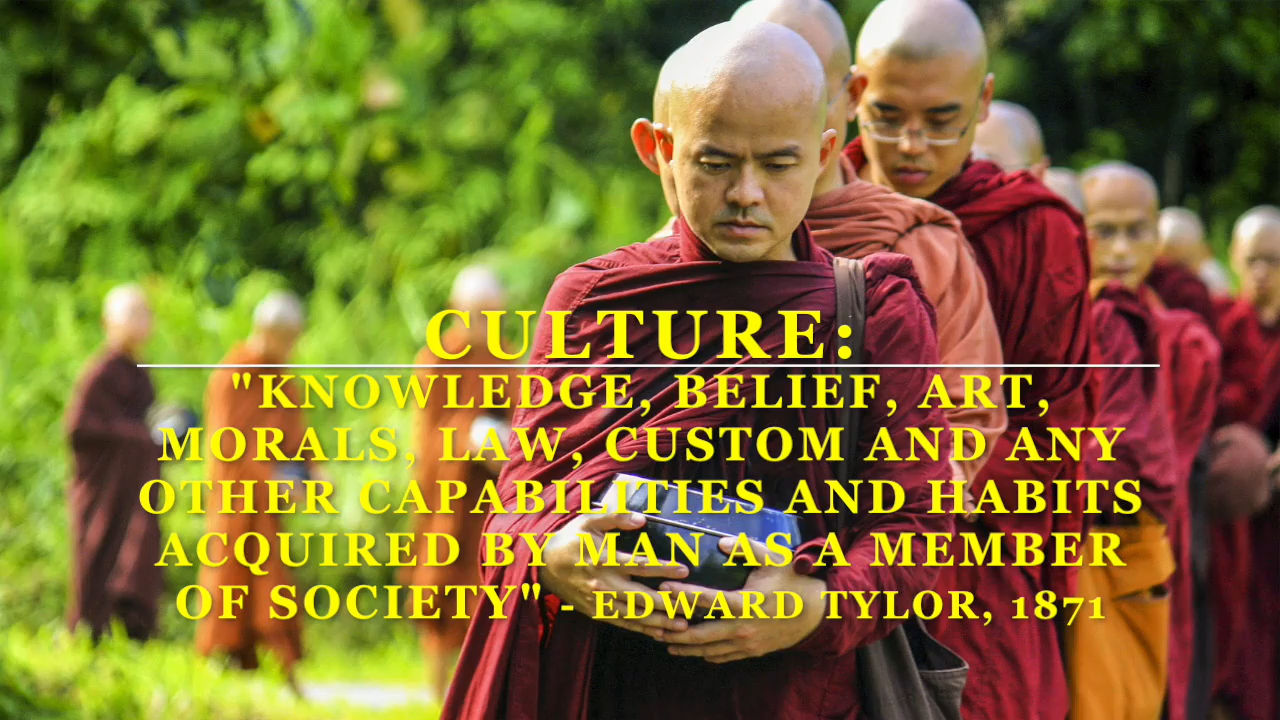 CULTURE:
"KNOWLEDGE, BELIEF, ART,
MORALS, LAW, CUSTOM AND ANY
OTHER CAPABILITIES AND HABITS
ACQUIRED BY MAN AS A MEMBER
OF SOCIETY" - EDWARD TYLOR, 1871